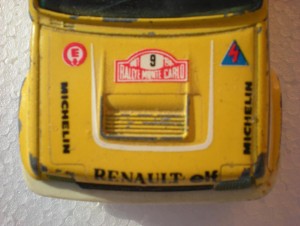 E
9
RALLYE MONTE CARLO
MICHELIN
MICHELIN
RENAULT elf